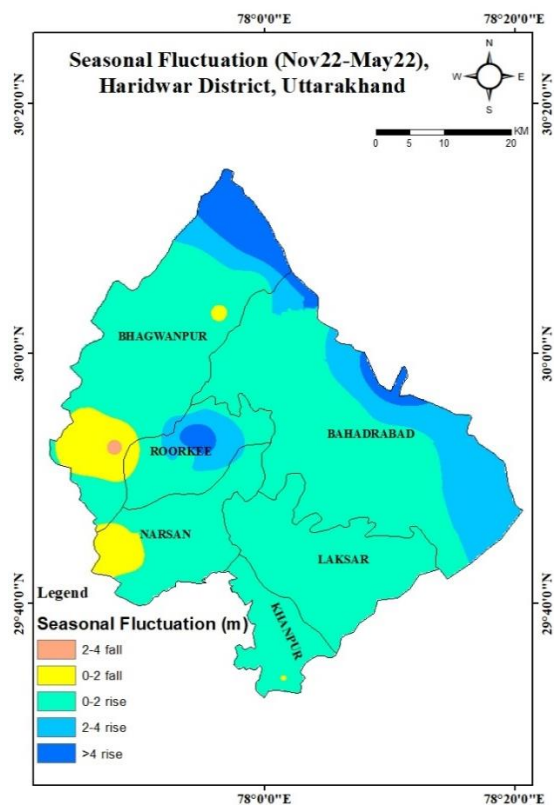 78°0'0"E
78°20'0"E
Seasonal Fluctuation (Nov22-May22),
Haridwar District, Uttarakhand
N
W
E
S
KM
0 5 10 20
30°20'0"N
30°20'0"N
BHAGWANPUR
30°0'0"N
30°0'0"N
BAHADRABAD
ROORKEE
NARSAN
LAKSAR
KHANPUR
29°40'0"N
29°40'0"N
Legend
Seasonal Fluctuation (m)
2-4 fall
0-2 fall
0-2 rise
2-4 rise
>4 rise
78°0'0"E
78°20'0"E